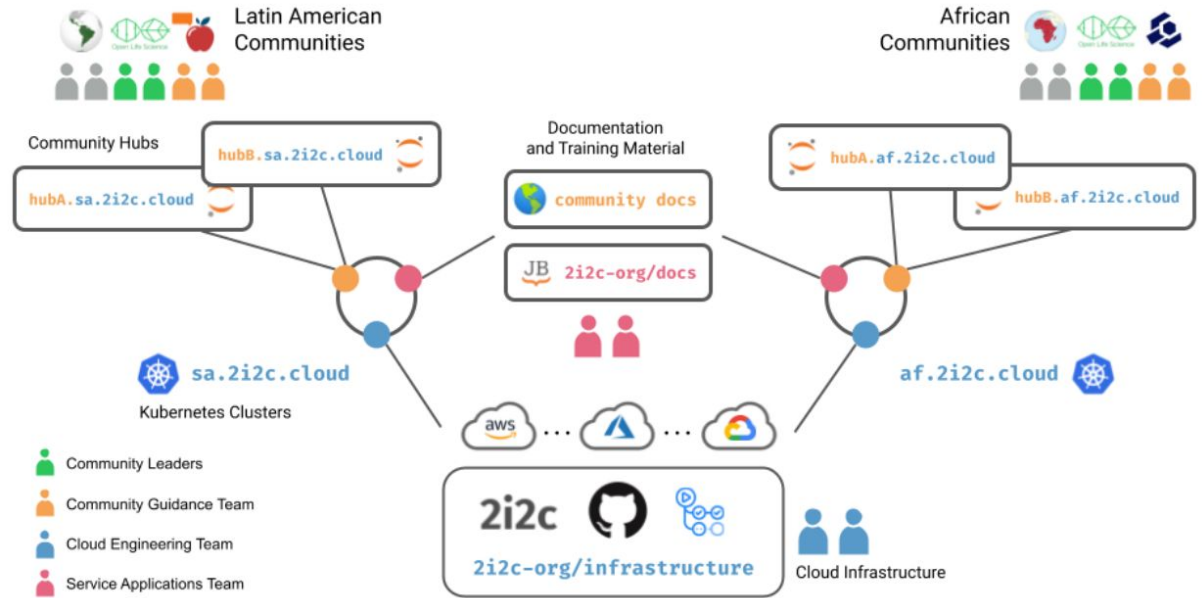 Latin American
Communities
Open Life Science
African
Communities
Open Life Science
Community Hubs
hubB.sa.2i2c.cloud
hubA.sa.2i2c.cloud
Documentation
and Training Material
community docs
JB
2i2c-org/docs
hubA.af.2i2c.cloud
hubB.af.2i2c.cloud
sa.2i2c.cloud
Kubernetes Clusters
af.2i2c.cloud
aws
Community Leaders
Community Guidance Team
Cloud Engineering Team
Service Applications Team
2i2c
2i2c-org/infrastructure
Cloud Infrastructure